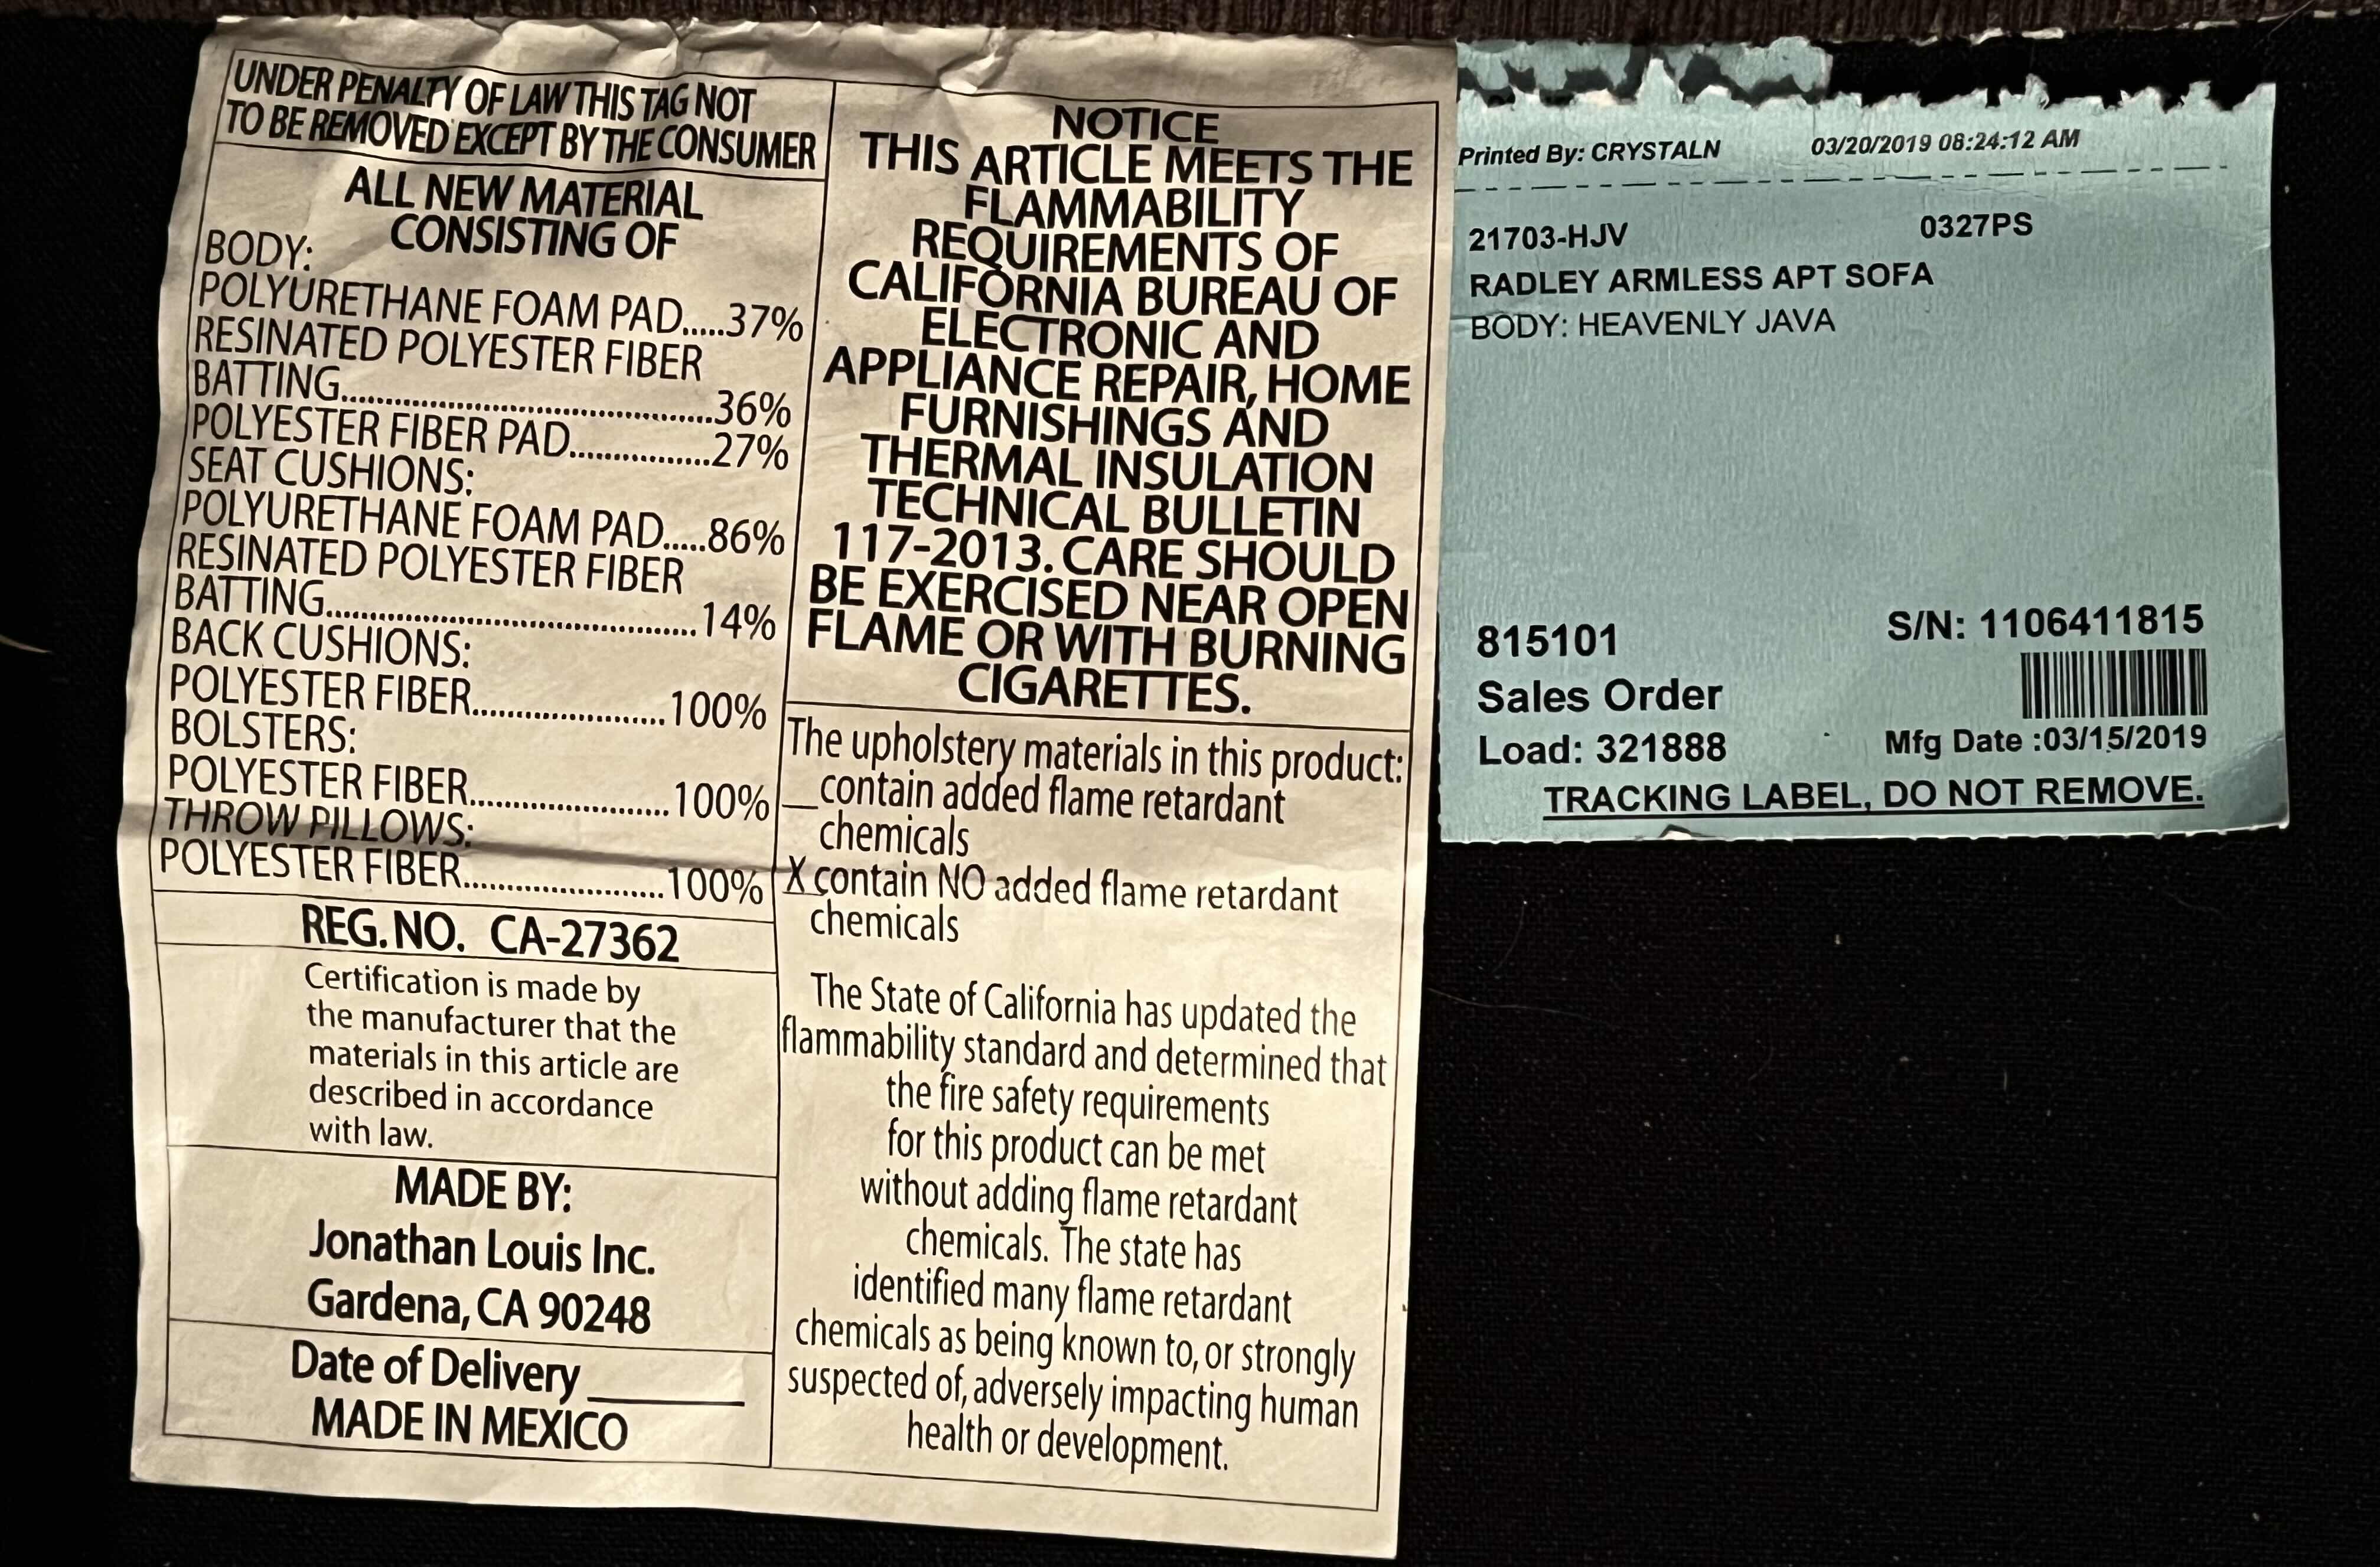 UNDER PENALTY OF LAW THIS TAG NOT
TO BE REMOVED EXCEPT BY THE CONSUMER
ALL NEW MATERIAL
CONSISTING OF
BODY:
POLYURETHANE FOAM PAD.....37%
RESINATED POLYESTER FIBER
BATTING..........................................36%
POLYESTER FIBER PAD................27%
SEAT CUSHIONS:
POLYURETHANE FOAM PAD.....86%
RESINATED POLYESTER FIBER
BATTING..........................................14%
BACK CUSHIONS:
POLYESTER FIBER......................100%
BOLSTERS:
POLYESTER FIBER.......................100%
THROW PILLOWS:
POLYESTER FIBER.......................100%
REG. NO. CA-27362
Certification is made by
the manufacturer that the
materials in this article are
described in accordance
with law.
MADE BY:
Jonathan Louis Inc.
Gardena, CA 90248
Date of Delivery __________
MADE IN MEXICO
NOTICE
THIS ARTICLE MEETS THE
FLAMMABILITY
REQUIREMENTS OF
CALIFORNIA BUREAU OF
ELECTRONIC AND
APPLIANCE REPAIR, HOME
FURNISHINGS AND
THERMAL INSULATION
TECHNICAL BULLETIN
117-2013. CARE SHOULD
BE EXERCISED NEAR OPEN
FLAME OR WITH BURNING
CIGARETTES.
The upholstery materials in this product:
__contain added flame retardant
chemicals
X contain NO added flame retardant
chemicals
The State of California has updated the
flammability standard and determined that
the fire safety requirements
for this product can be met
without adding flame retardant
chemicals. The state has
identified many flame retardant
chemicals as being known to, or strongly
suspected of, adversely impacting human
health or development.
Printed By: CRYSTALN 03/20/2019 08:24:12 AM
21703-HJV 0327PS
RADLEY ARMLESS APT SOFA
BODY: HEAVENLY JAVA
815101 S/N: 1106411815
Sales Order
Load: 321888 Mfg Date :03/15/2019
TRACKING LABEL, DO NOT REMOVE.